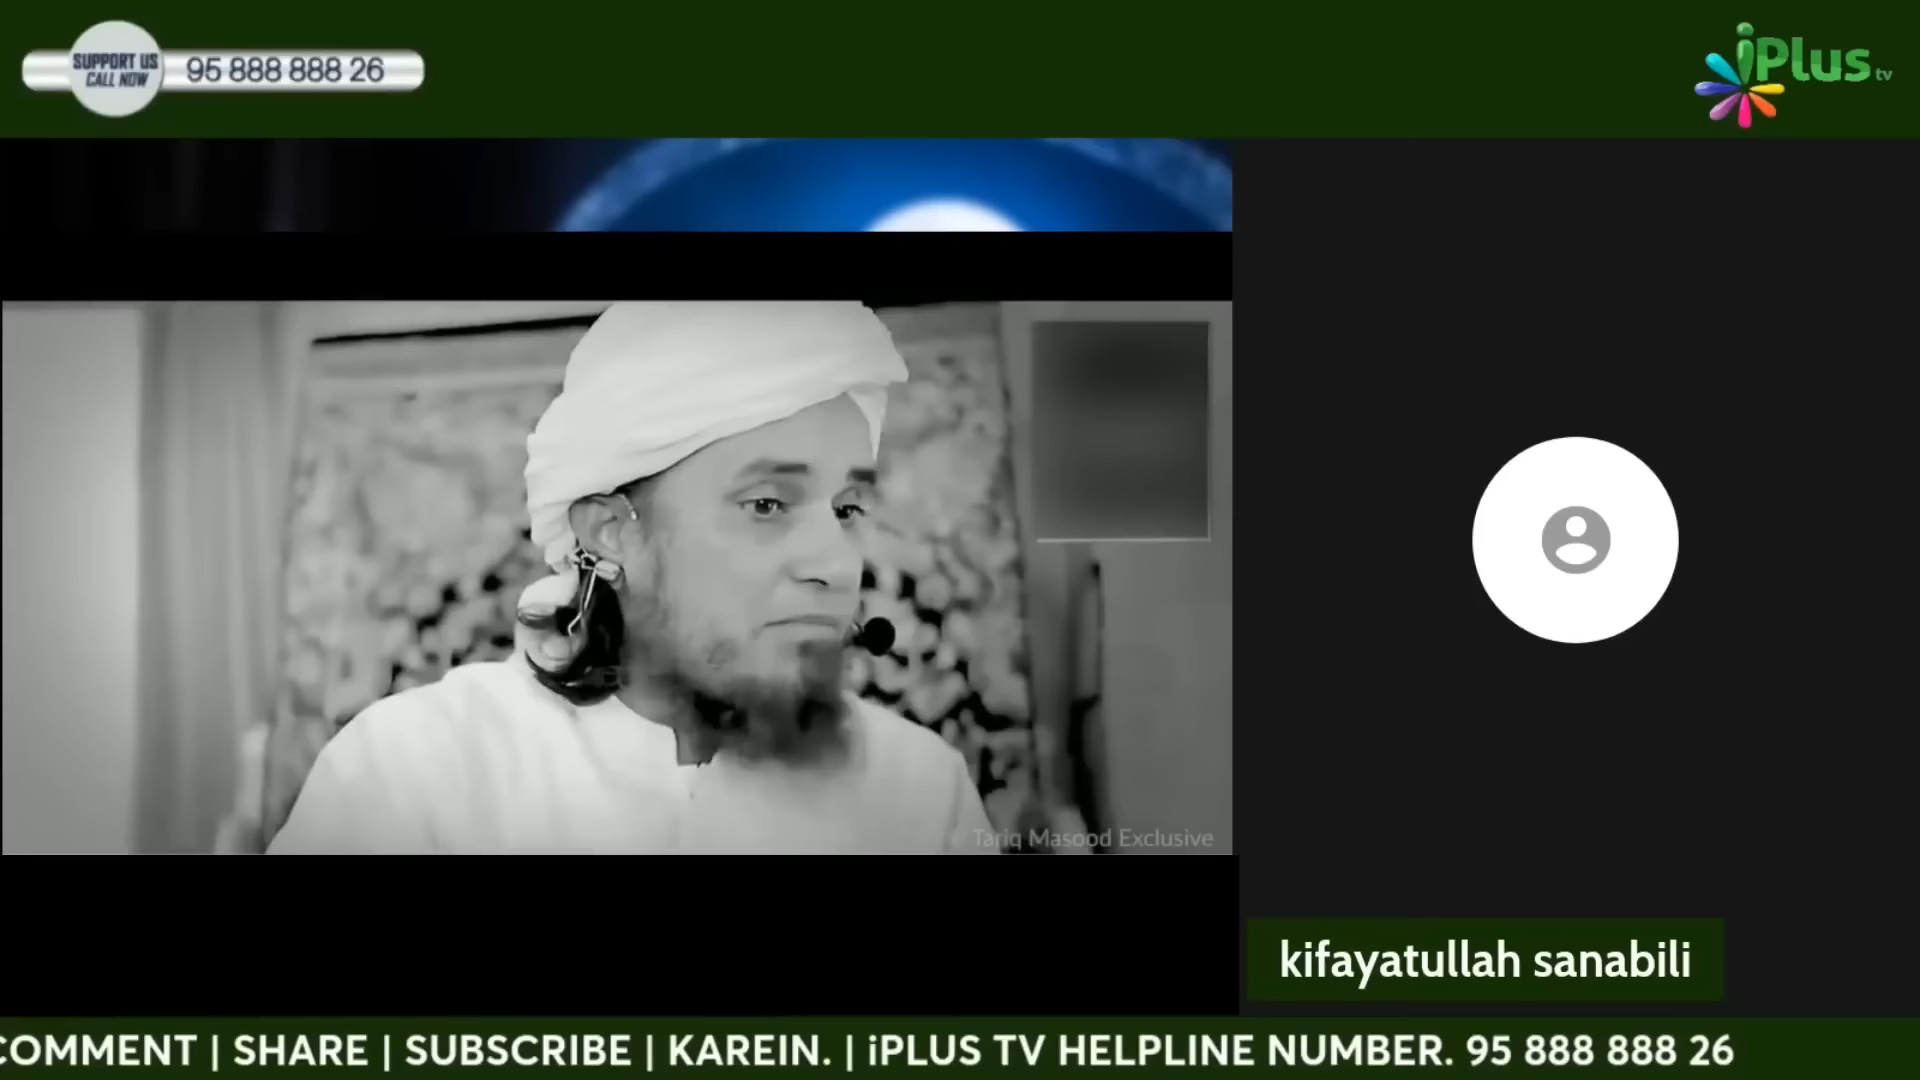 SUPPORT US
CALL NOW
95 888 888 26
iPlus tv
Tariq Masood Exclusive
kifayatullah sanabili
COMMENT | SHARE | SUBSCRIBE | KAREIN. | iPLUS TV HELPLINE NUMBER. 95 888 888 26